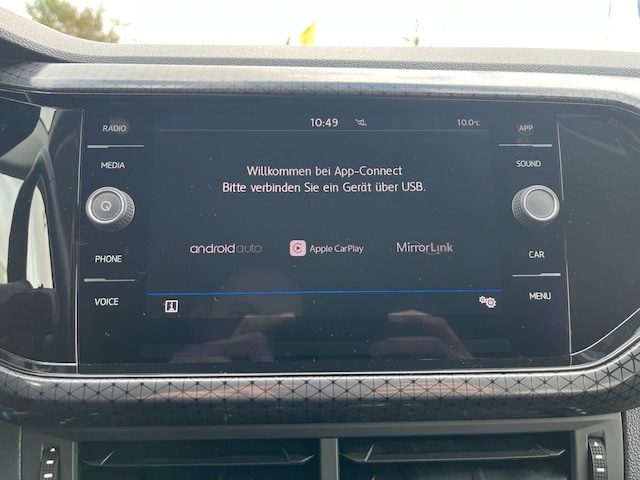 10:49 10.0°C
RADIO
MEDIA
PHONE
VOICE
Willkommen bei App-Connect
Bitte verbinden Sie ein Gerät über USB.
androidauto Apple CarPlay MirrorLink
APP
SOUND
CAR
MENU